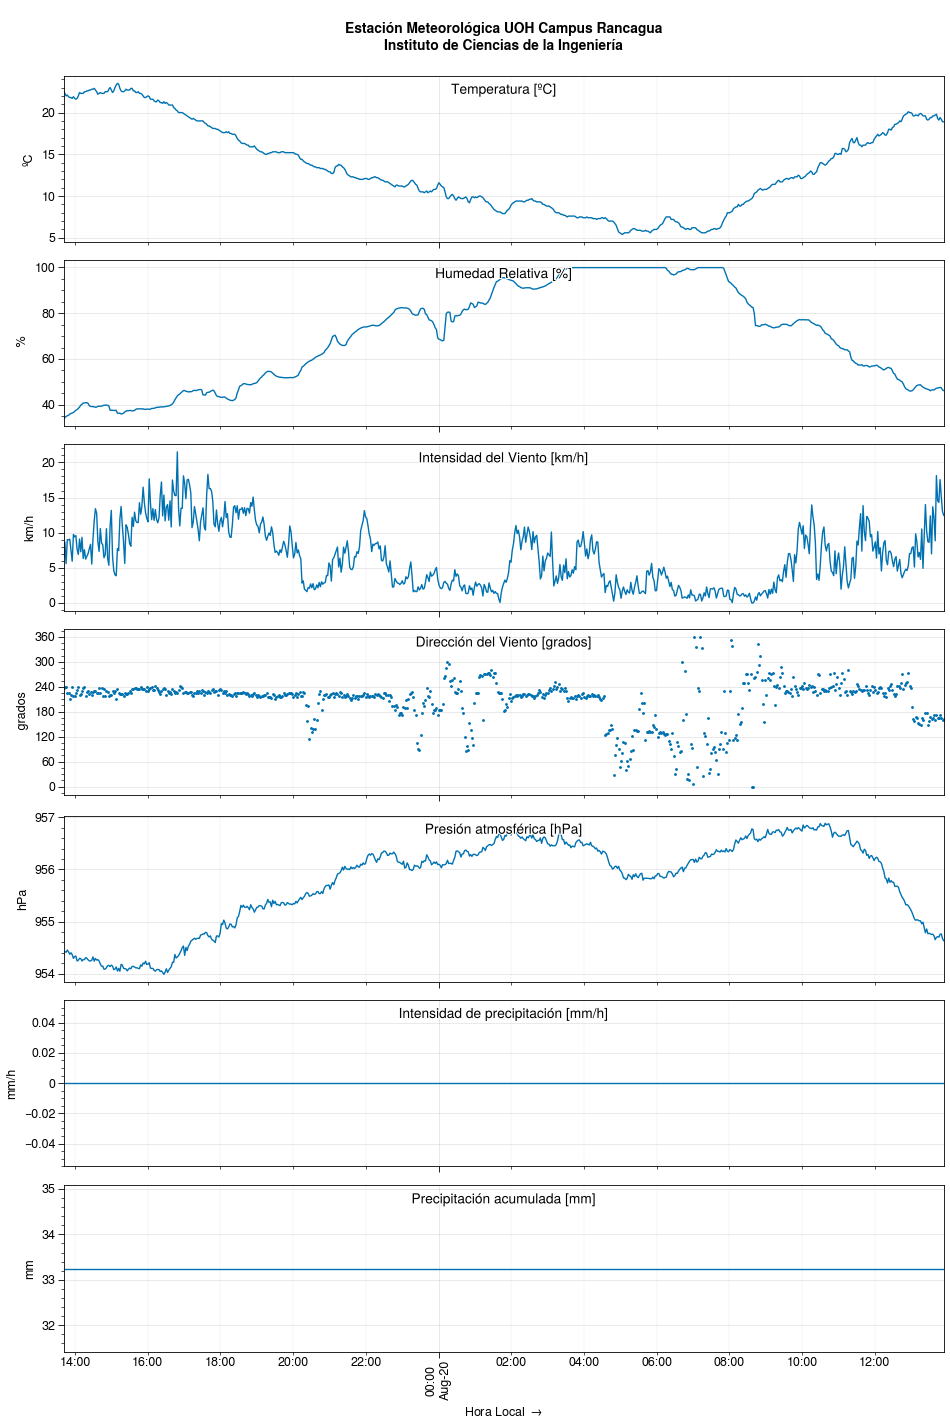 Estación Meteorológica UOH Campus Rancagua
Instituto de Ciencias de la Ingeniería
Temperatura [ºC]
20
15
10
5
ºC
Humedad Relativa [%]
100
80
60
40
%
Intensidad del Viento [km/h]
20
15
10
5
0
km/h
Dirección del Viento [grados]
360
300
240
180
120
60
0
grados
Presión atmosférica [hPa]
957
956
955
954
hPa
Intensidad de precipitación [mm/h]
0.04
0.02
0
−0.02
−0.04
mm/h
Precipitación acumulada [mm]
35
34
33
32
mm
14:00 16:00 18:00 20:00 22:00 00:00 02:00 04:00 06:00 08:00 10:00 12:00
Aug-20
Hora Local →